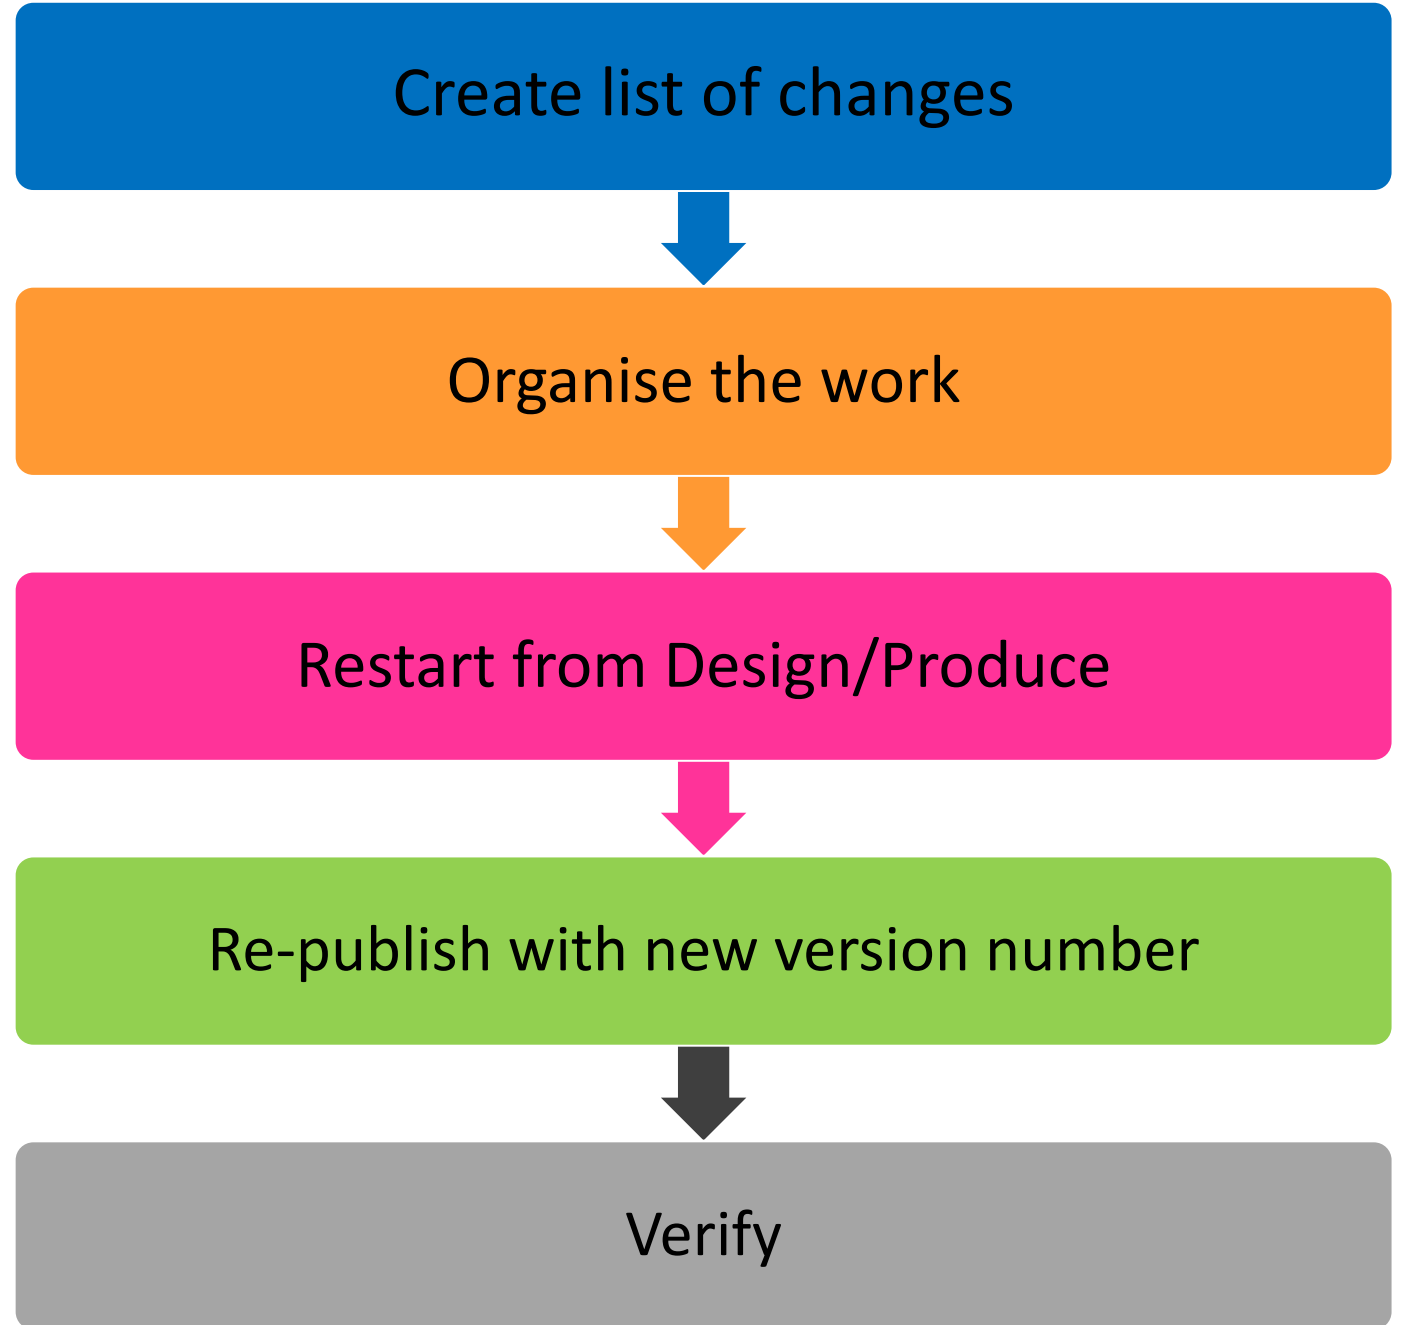 Create list of changes
Organise the work
Restart from Design/Produce
Re-publish with new version number
Verify